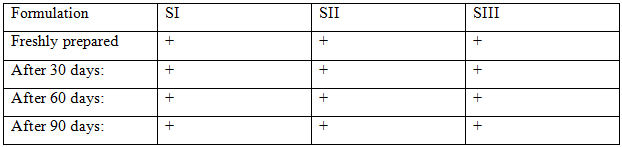 Formulation SI SII SIII
Freshly prepared + + +
After 30 days: + + +
After 60 days: + + +
After 90 days: + + +